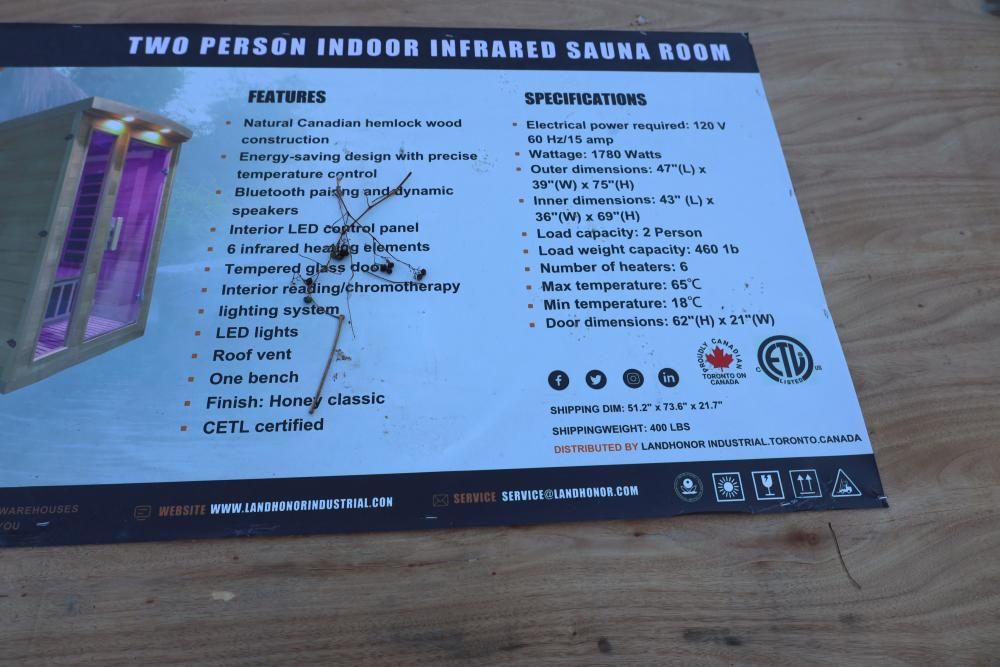 TWO PERSON INDOOR INFRARED SAUNA ROOM
FEATURES
Natural Canadian hemlock wood
construction
Energy-saving design with precise
temperature control
Bluetooth pairing and dynamic
speakers
Interior LED control panel
6 infrared heating elements
Tempered glass doors
Interior reading/chromotherapy
lighting system
LED lights
Roof vent
One bench
Finish: Honey classic
CETL certified
SPECIFICATIONS
Electrical power required: 120 V
60 Hz/15 amp
Wattage: 1780 Watts
Outer dimensions: 47"(L) x
39"(W) x 75"(H)
Inner dimensions: 43" (L) x
36"(W) x 69"(H)
Load capacity: 2 Person
Load weight capacity: 460 1b
Number of heaters: 6
Max temperature: 65℃
Min temperature: 18℃
Door dimensions: 62"(H) x 21"(W)
PROUDLY CANADIAN
TORONTO ON
CANADA
C ETL US
LISTED
SHIPPING DIM: 51.2" x 73.6" x 21.7"
SHIPPINGWEIGHT: 400 LBS
DISTRIBUTED BY LANDHONOR INDUSTRIAL.TORONTO.CANADA
WAREHOUSES
YOU
WEBSITE WWW.LANDHONORINDUSTRIAL.CON
SERVICE SERVICE@LANDHONOR.COM